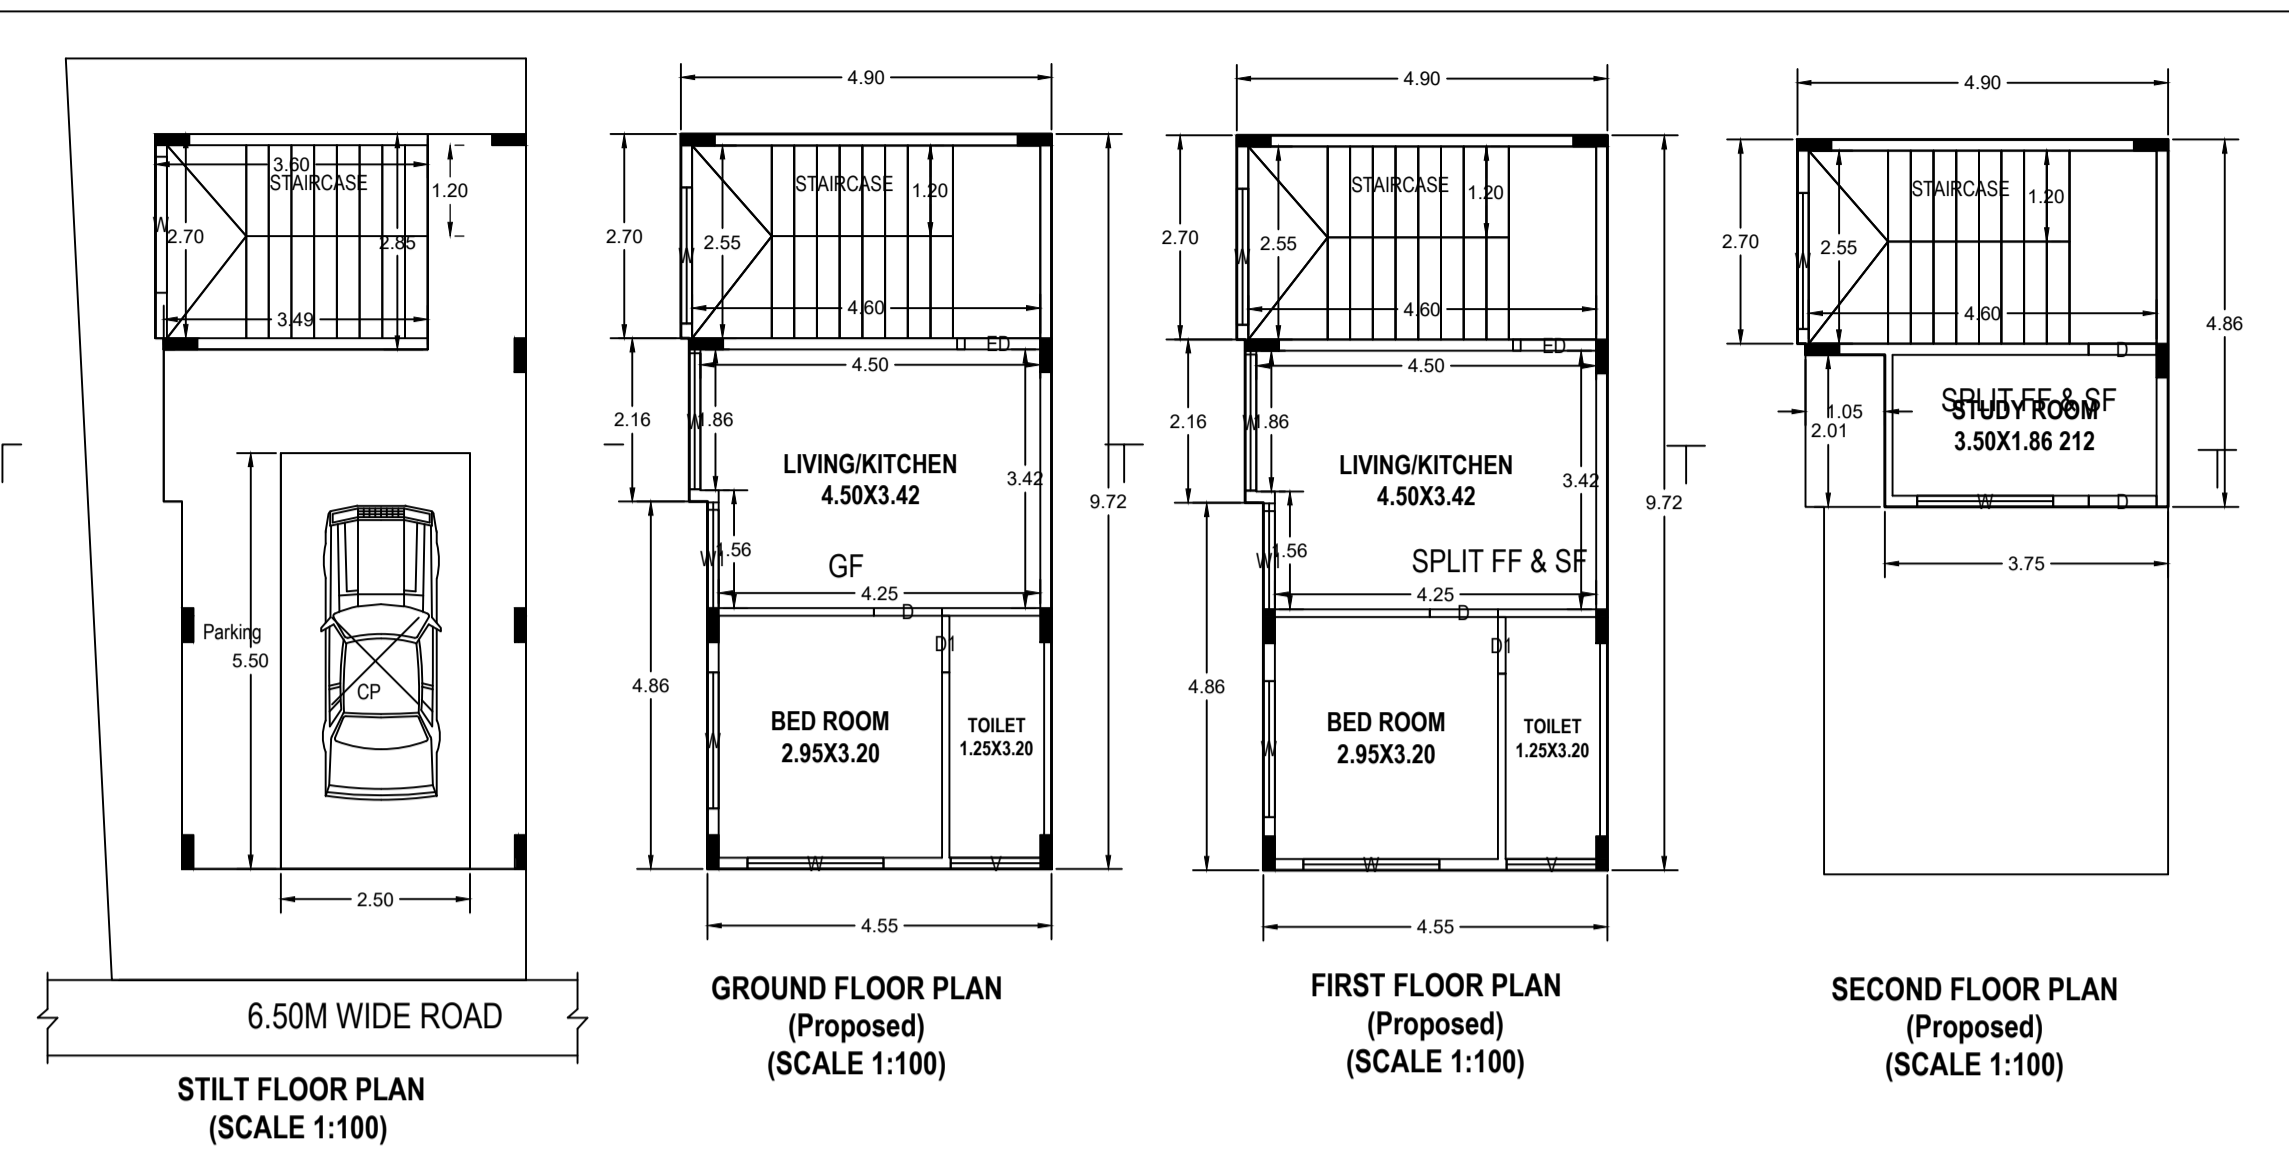 3.60
STAIRCASE
1.20
W
2.70
2.85
3.49
Parking
5.50
CP
2.50
6.50M WIDE ROAD
STILT FLOOR PLAN
(SCALE 1:100)
4.90
STAIRCASE
1.20
2.70
2.55
W
4.60
ED
4.50
2.16
W
1.86
LIVING/KITCHEN
4.50X3.42
3.42
9.72
W1
1.56
GF
4.25
D
D1
4.86
BED ROOM
2.95X3.20
TOILET
1.25X3.20
W
W
V
4.55
GROUND FLOOR PLAN
(Proposed)
(SCALE 1:100)
4.90
STAIRCASE
1.20
2.70
2.55
W
4.60
ED
4.50
2.16
W
1.86
LIVING/KITCHEN
4.50X3.42
3.42
9.72
W1
1.56
SPLIT FF & SF
4.25
D
D1
4.86
BED ROOM
2.95X3.20
TOILET
1.25X3.20
W
W
V
4.55
FIRST FLOOR PLAN
(Proposed)
(SCALE 1:100)
4.90
STAIRCASE
1.20
2.70
2.55
W
4.60
4.86
D
SPLIT FF & SF
1.05
STUDY ROOM
2.01
3.50X1.86 212
W
D
3.75
SECOND FLOOR PLAN
(Proposed)
(SCALE 1:100)